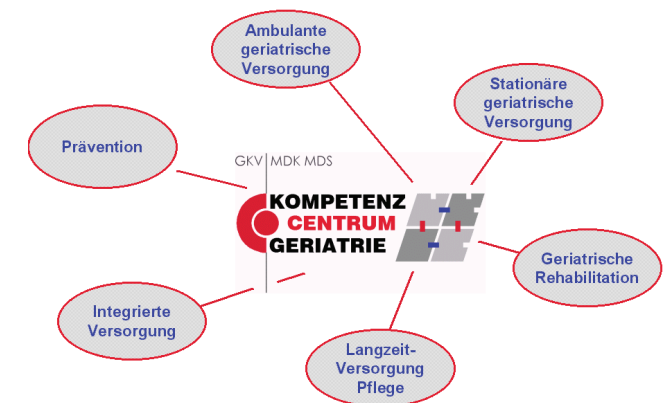 Ambulante
geriatrische
Versorgung
Stationäre
geriatrische
Versorgung
Prävention
GKV MDK MDS
KOMPETENZ
CENTRUM
GERIATRIE
Geriatrische
Rehabilitation
Integrierte
Versorgung
Langzeit-
Versorgung
Pflege